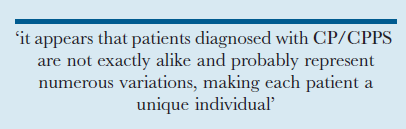 ‘it appears that patients diagnosed with CP/CPPS
are not exactly alike and probably represent
numerous variations, making each patient a
unique individual’